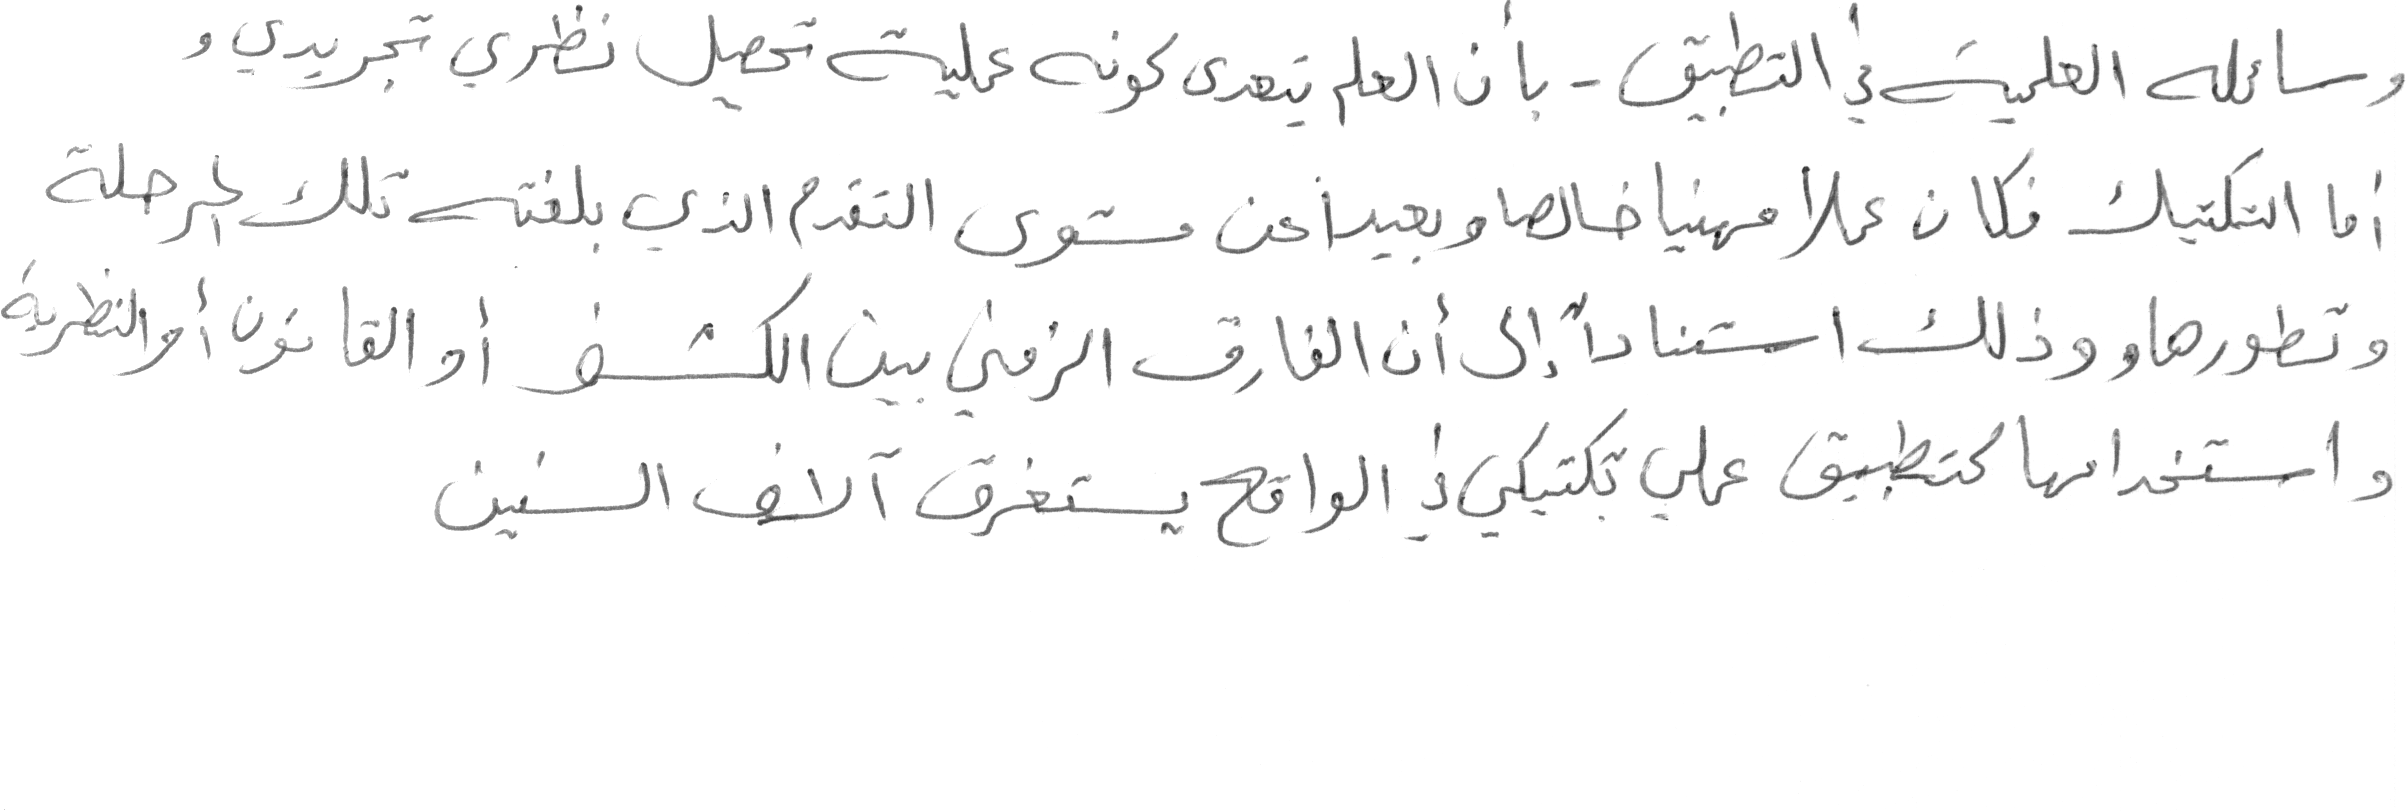 وسائله العلمية في التطبيق - بأن العلم يتعدى كونه عملية تحصيل نظري تجريدي و
أما التكتيك فكان عملا مهنيا خالصا وبعيدا عن مستوى التقدم الذي بلغته تلك المرحلة
وتطورها، وذلك استناداً إلى أن الفارق الزمني بين الكشف أو القانون أو النظرية
واستخدامها كتطبيق عملي تكتيكي في الواقع يستغرق آلاف السنين